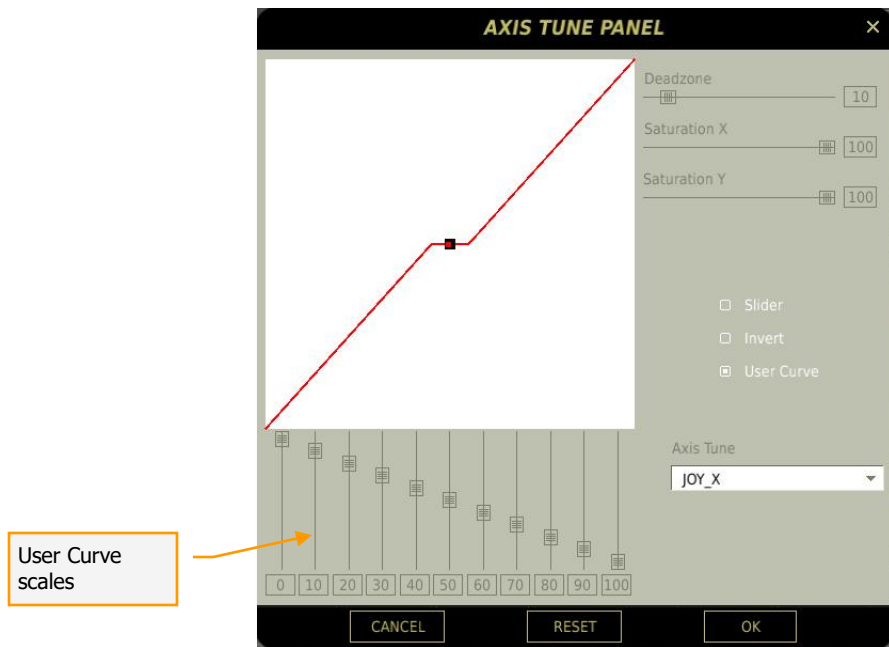 AXIS TUNE PANEL ×
Deadzone
10
Saturation X
100
Saturation Y
100
Slider
Invert
User Curve
Axis Tune
JOY_X
User Curve
scales
0 10 20 30 40 50 60 70 80 90 100
CANCEL RESET OK